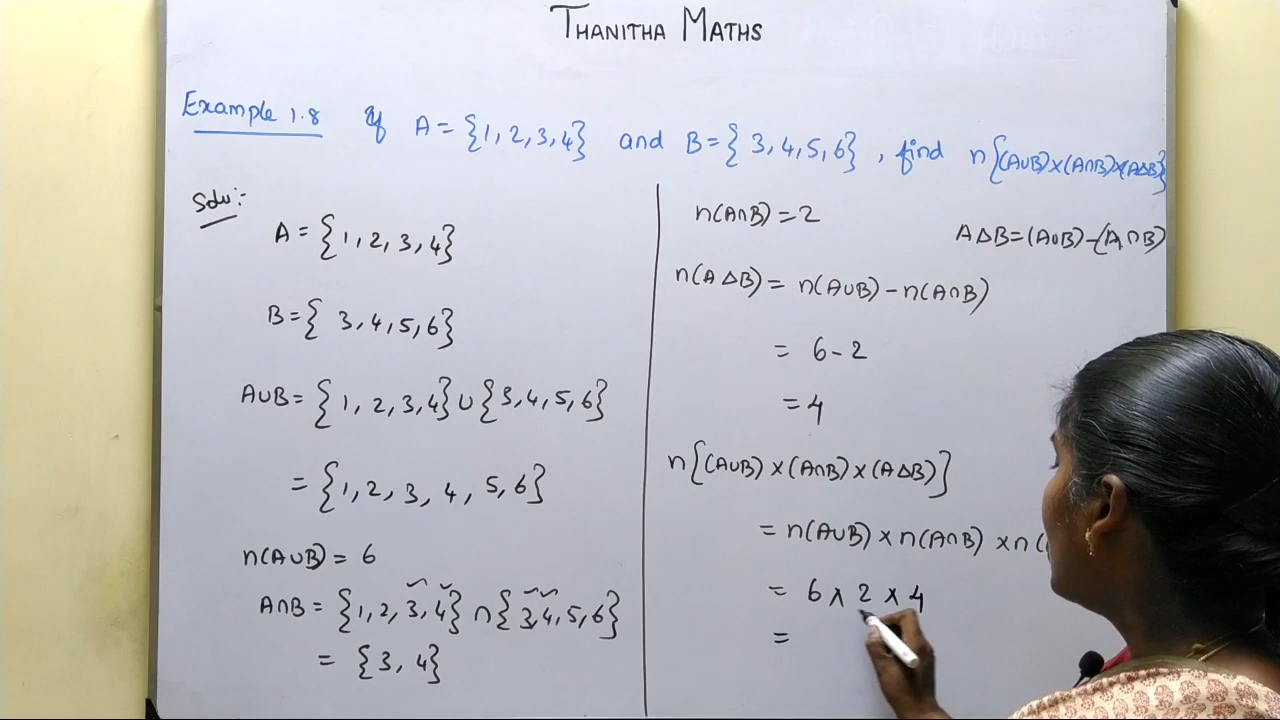 THANITHA MATHS
Example 1.8 If A = {1, 2, 3, 4} and B = {3, 4, 5, 6}, find n{(A∪B)×(A∩B)×(A∆B)}
Solu:-
A = {1, 2, 3, 4}
B = {3, 4, 5, 6}
A∪B = {1, 2, 3, 4} ∪ {3, 4, 5, 6}
= {1, 2, 3, 4, 5, 6}
n(A∪B) = 6
A∩B = {1, 2, 3, 4} ∩ {3, 4, 5, 6}
= {3, 4}
n(A∩B) = 2
A∆B = (A∪B) - (A∩B)
n(A∆B) = n(A∪B) - n(A∩B)
= 6 - 2
= 4
n{(A∪B) × (A∩B) × (A∆B)}
= n(A∪B) × n(A∩B) × n(
= 6 × 2 × 4
=